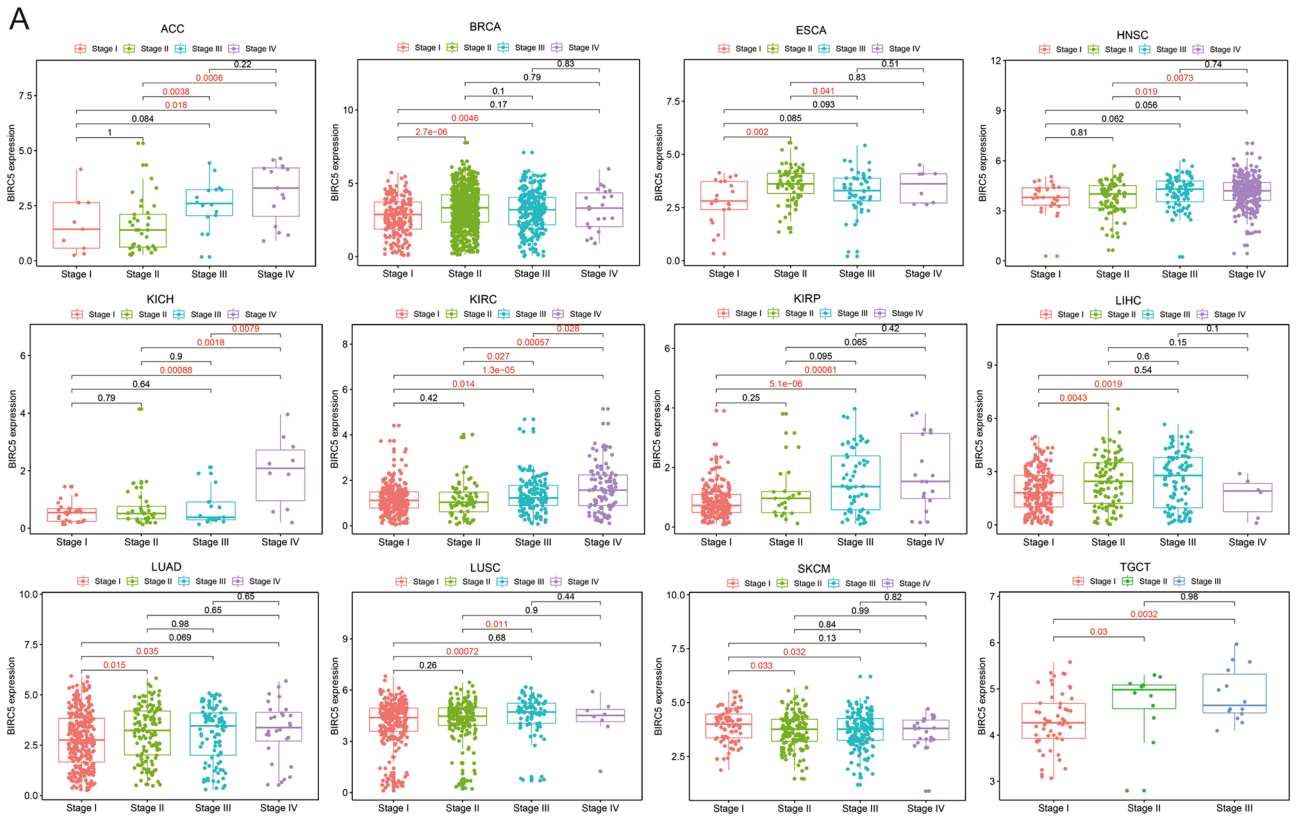 A
ACC
Stage I Stage II Stage III Stage IV
0.22
0.0006
0.0038
0.018
0.084
1
BIRC5 expression
7.5
5.0
2.5
0.0
Stage I Stage II Stage III Stage IV
BRCA
Stage I Stage II Stage III Stage IV
0.83
0.79
0.1
0.17
0.0046
2.7e-06
BIRC5 expression
10
5
0
Stage I Stage II Stage III Stage IV
ESCA
Stage I Stage II Stage III Stage IV
0.51
0.83
0.041
0.093
0.085
0.002
BIRC5 expression
7.5
5.0
2.5
0.0
Stage I Stage II Stage III Stage IV
HNSC
Stage I Stage II Stage III Stage IV
0.74
0.0073
0.019
0.056
0.062
0.81
BIRC5 expression
12
9
6
3
0
Stage I Stage II Stage III Stage IV
KICH
Stage I Stage II Stage III Stage IV
0.0079
0.0018
0.9
0.00088
0.64
0.79
BIRC5 expression
6
4
2
0
Stage I Stage II Stage III Stage IV
KIRC
Stage I Stage II Stage III Stage IV
0.028
0.00057
0.027
1.3e-05
0.014
0.42
BIRC5 expression
8
6
4
2
0
Stage I Stage II Stage III Stage IV
KIRP
Stage I Stage II Stage III Stage IV
0.42
0.065
0.095
0.00061
5.1e-06
0.25
BIRC5 expression
6
4
2
0
Stage I Stage II Stage III Stage IV
LIHC
Stage I Stage II Stage III Stage IV
0.1
0.15
0.6
0.54
0.0019
0.0043
BIRC5 expression
9
6
3
0
Stage I Stage II Stage III Stage IV
LUAD
Stage I Stage II Stage III Stage IV
0.65
0.65
0.98
0.069
0.035
0.015
BIRC5 expression
10.0
7.5
5.0
2.5
0.0
Stage I Stage II Stage III Stage IV
LUSC
Stage I Stage II Stage III Stage IV
0.44
0.9
0.011
0.68
0.00072
0.26
BIRC5 expression
9
6
3
0
Stage I Stage II Stage III Stage IV
SKCM
Stage I Stage II Stage III Stage IV
0.82
0.99
0.84
0.13
0.032
0.033
BIRC5 expression
10.0
7.5
5.0
2.5
Stage I Stage II Stage III Stage IV
TGCT
Stage I Stage II Stage III
0.98
0.0032
0.03
BIRC5 expression
7
6
5
4
3
Stage I Stage II Stage III